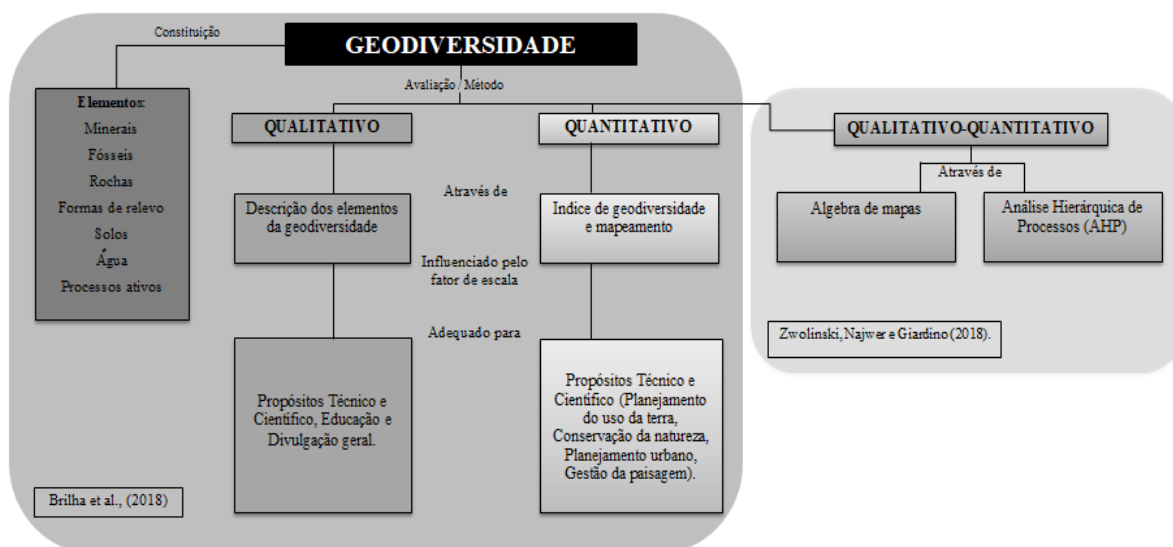 Constituição
GEODIVERSIDADE
Avaliação / Método
Elementos:
Minerais
Fósseis
Rochas
Formas de relevo
Solos
Água
Processos ativos
QUALITATIVO
QUANTITATIVO
QUALITATIVO-QUANTITATIVO
Através de
Através de
Descrição dos elementos
da geodiversidade
Indice de geodiversidade
e mapeamento
Algebra de mapas
Análise Hierárquica de
Processos (AHP)
Influenciado pelo
fator de escala
Adequado para
Zwolinski, Najwer e Giardino (2018).
Propósitos Técnico e
Científico, Educação e
Divulgação geral.
Propósitos Técnico e
Científico (Planejamento
do uso da terra,
Conservação da natureza,
Planejamento urbano,
Gestão da paisagem).
Brilha et al., (2018)